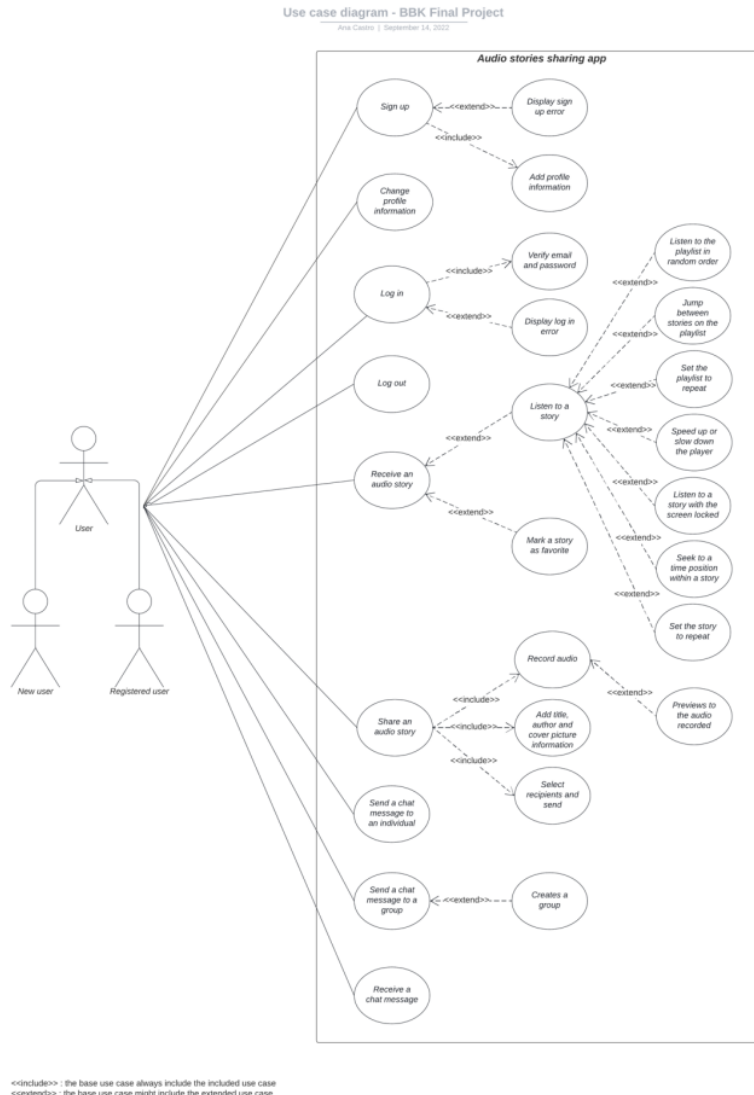 Use case diagram - BBK Final Project
Ana Castro | September 14, 2022
Audio stories sharing app
Sign up
<<extend>>
Display sign
up error
<<include>>
Add profile
information
Change
profile
information
Log in
<<include>>
Verify email
and password
<<extend>>
Display log in
error
Log out
Receive an
audio story
<<extend>>
Listen to a
story
<<extend>>
Mark a story
as favorite
<<extend>>
Listen to the
playlist in
random order
<<extend>>
Jump
between
stories on the
playlist
<<extend>>
Set the
playlist to
repeat
<<extend>>
Speed up or
slow down
the player
<<extend>>
Listen to a
story with the
screen locked
<<extend>>
Seek to a
time position
within a story
<<extend>>
Set the story
to repeat
User
New user
Registered user
Share an
audio story
<<include>>
Record audio
<<extend>>
Previews to
the audio
recorded
<<include>>
Add title,
author and
cover picture
information
<<include>>
Select
recipients and
send
Send a chat
message to
an individual
Send a chat
message to a
group
<<extend>>
Creates a
group
Receive a
chat message
<<include>> : the base use case always include the included use case
<<extend>> : the base use case might include the extended use case